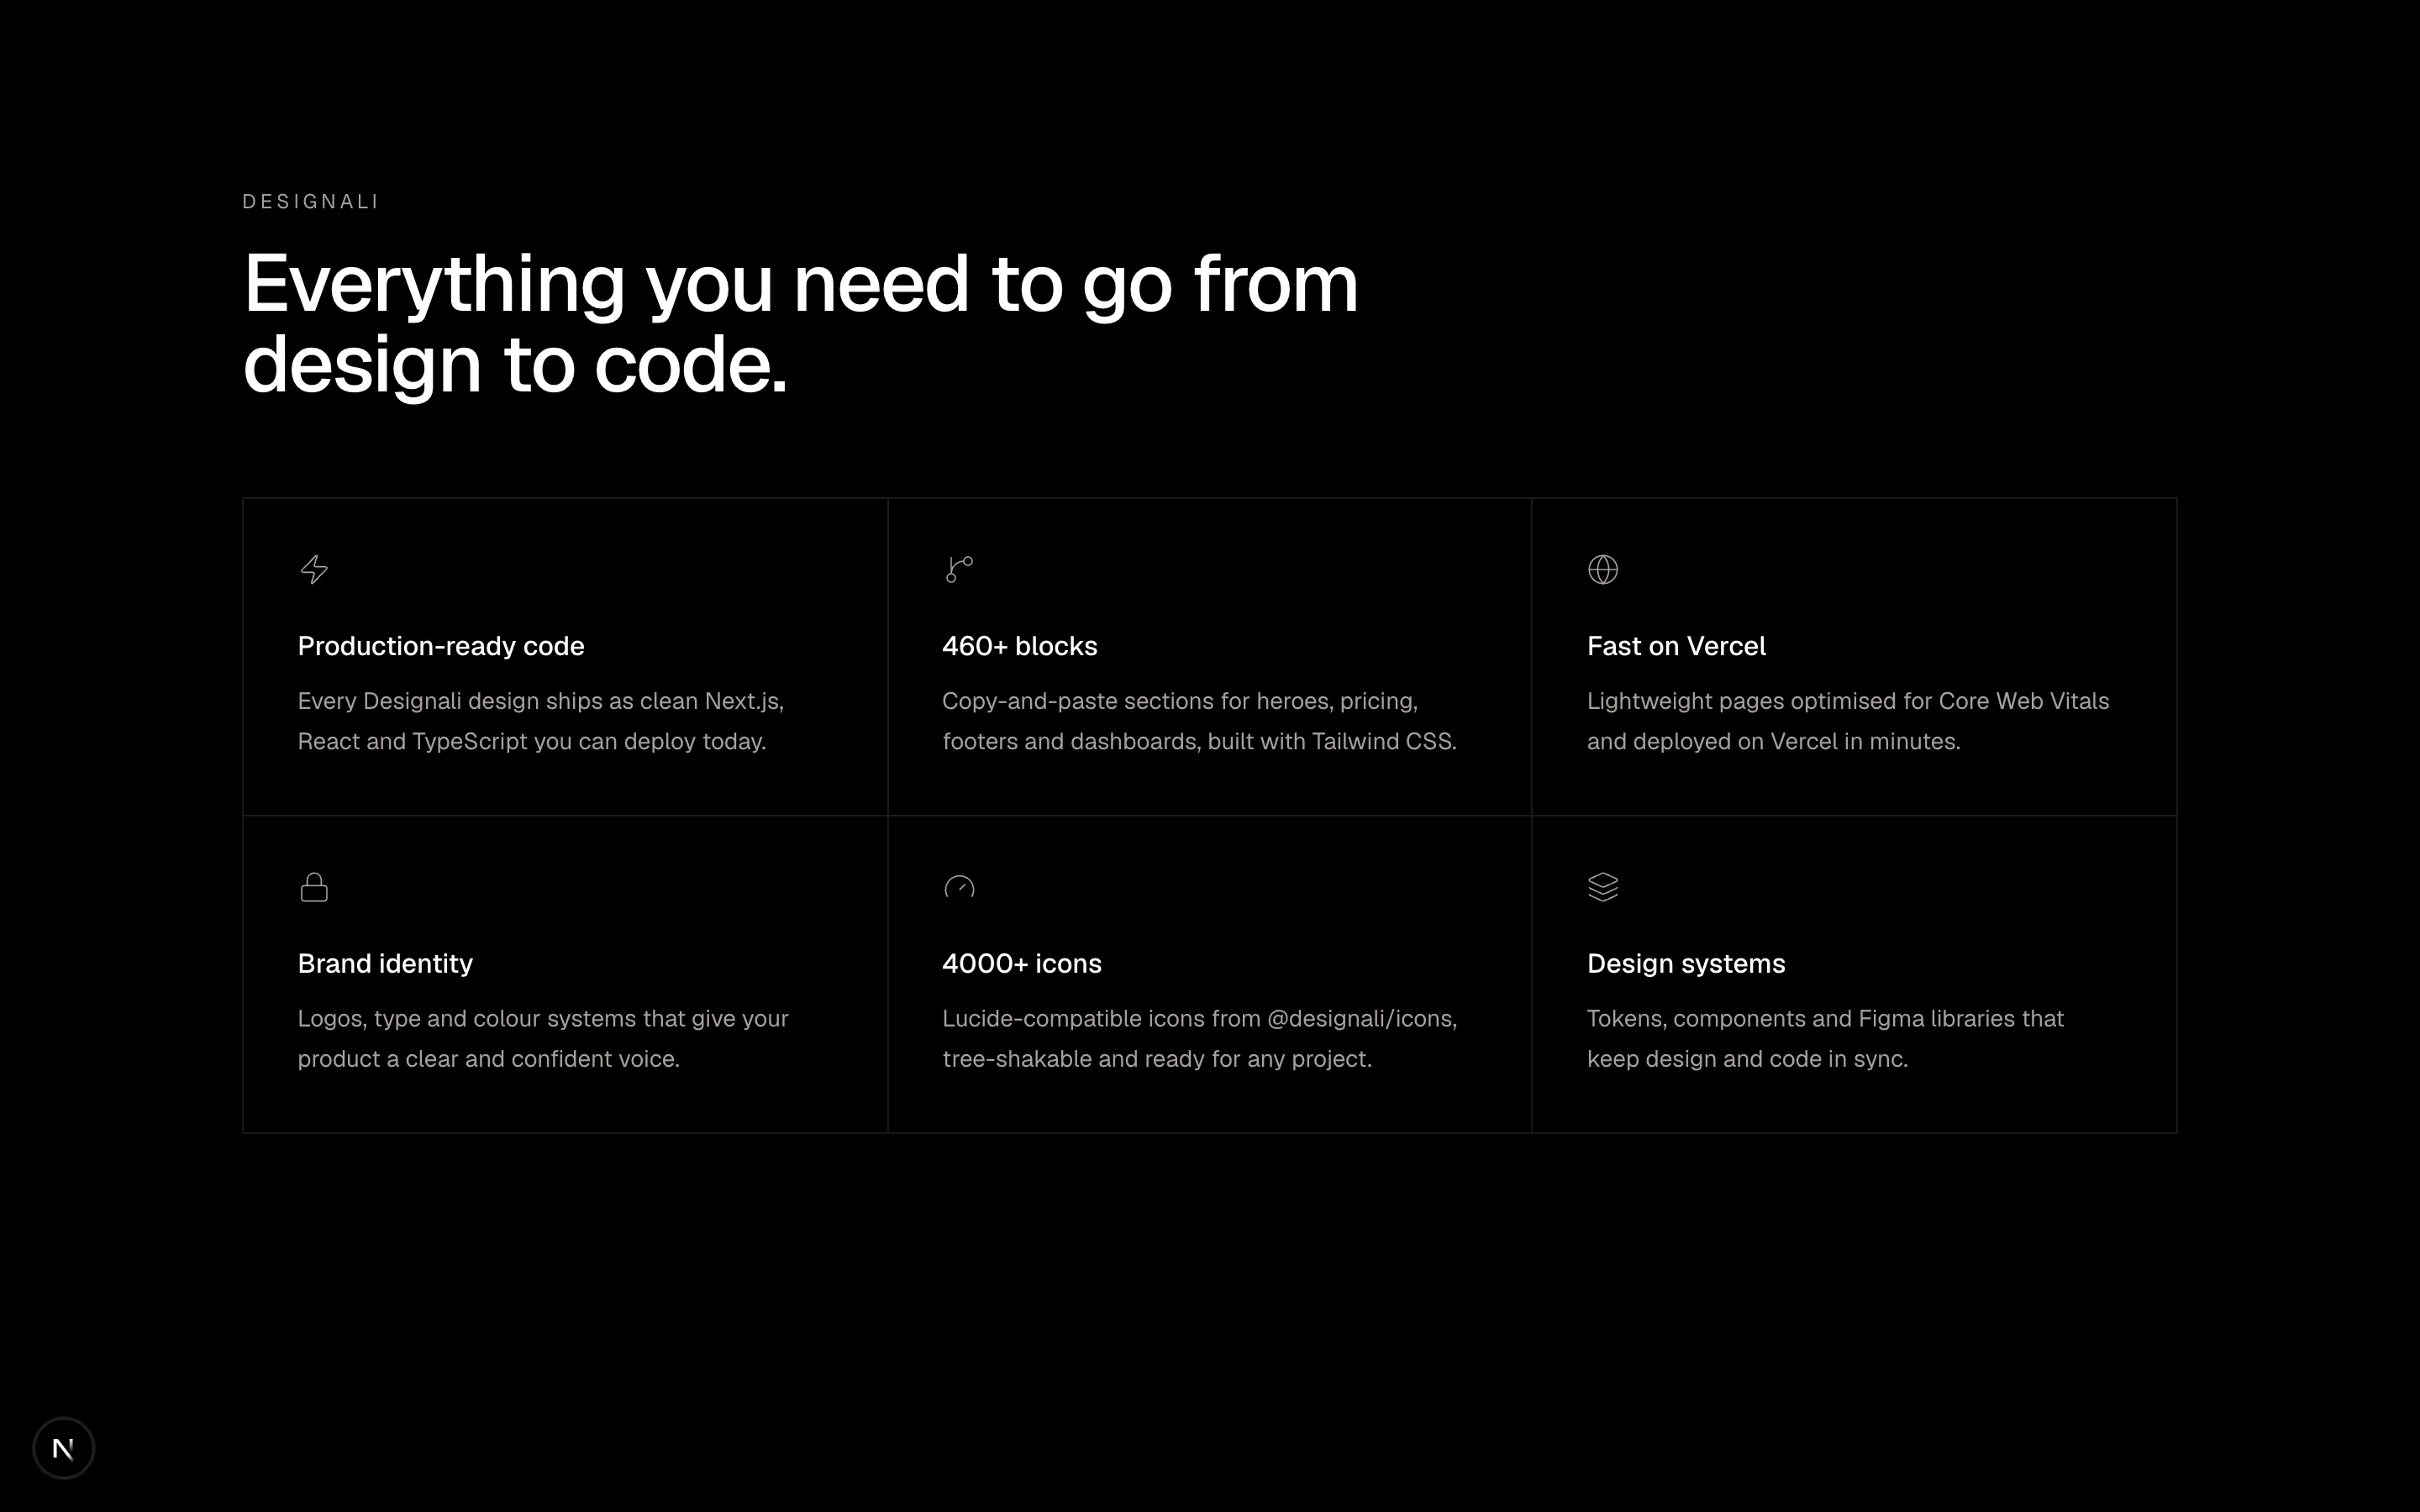 DESIGNALI
Everything you need to go from
design to code.
Production-ready code
Every Designali design ships as clean Next.js,
React and TypeScript you can deploy today.
460+ blocks
Copy-and-paste sections for heroes, pricing,
footers and dashboards, built with Tailwind CSS.
Fast on Vercel
Lightweight pages optimised for Core Web Vitals
and deployed on Vercel in minutes.
Brand identity
Logos, type and colour systems that give your
product a clear and confident voice.
4000+ icons
Lucide-compatible icons from @designali/icons,
tree-shakable and ready for any project.
Design systems
Tokens, components and Figma libraries that
keep design and code in sync.
N